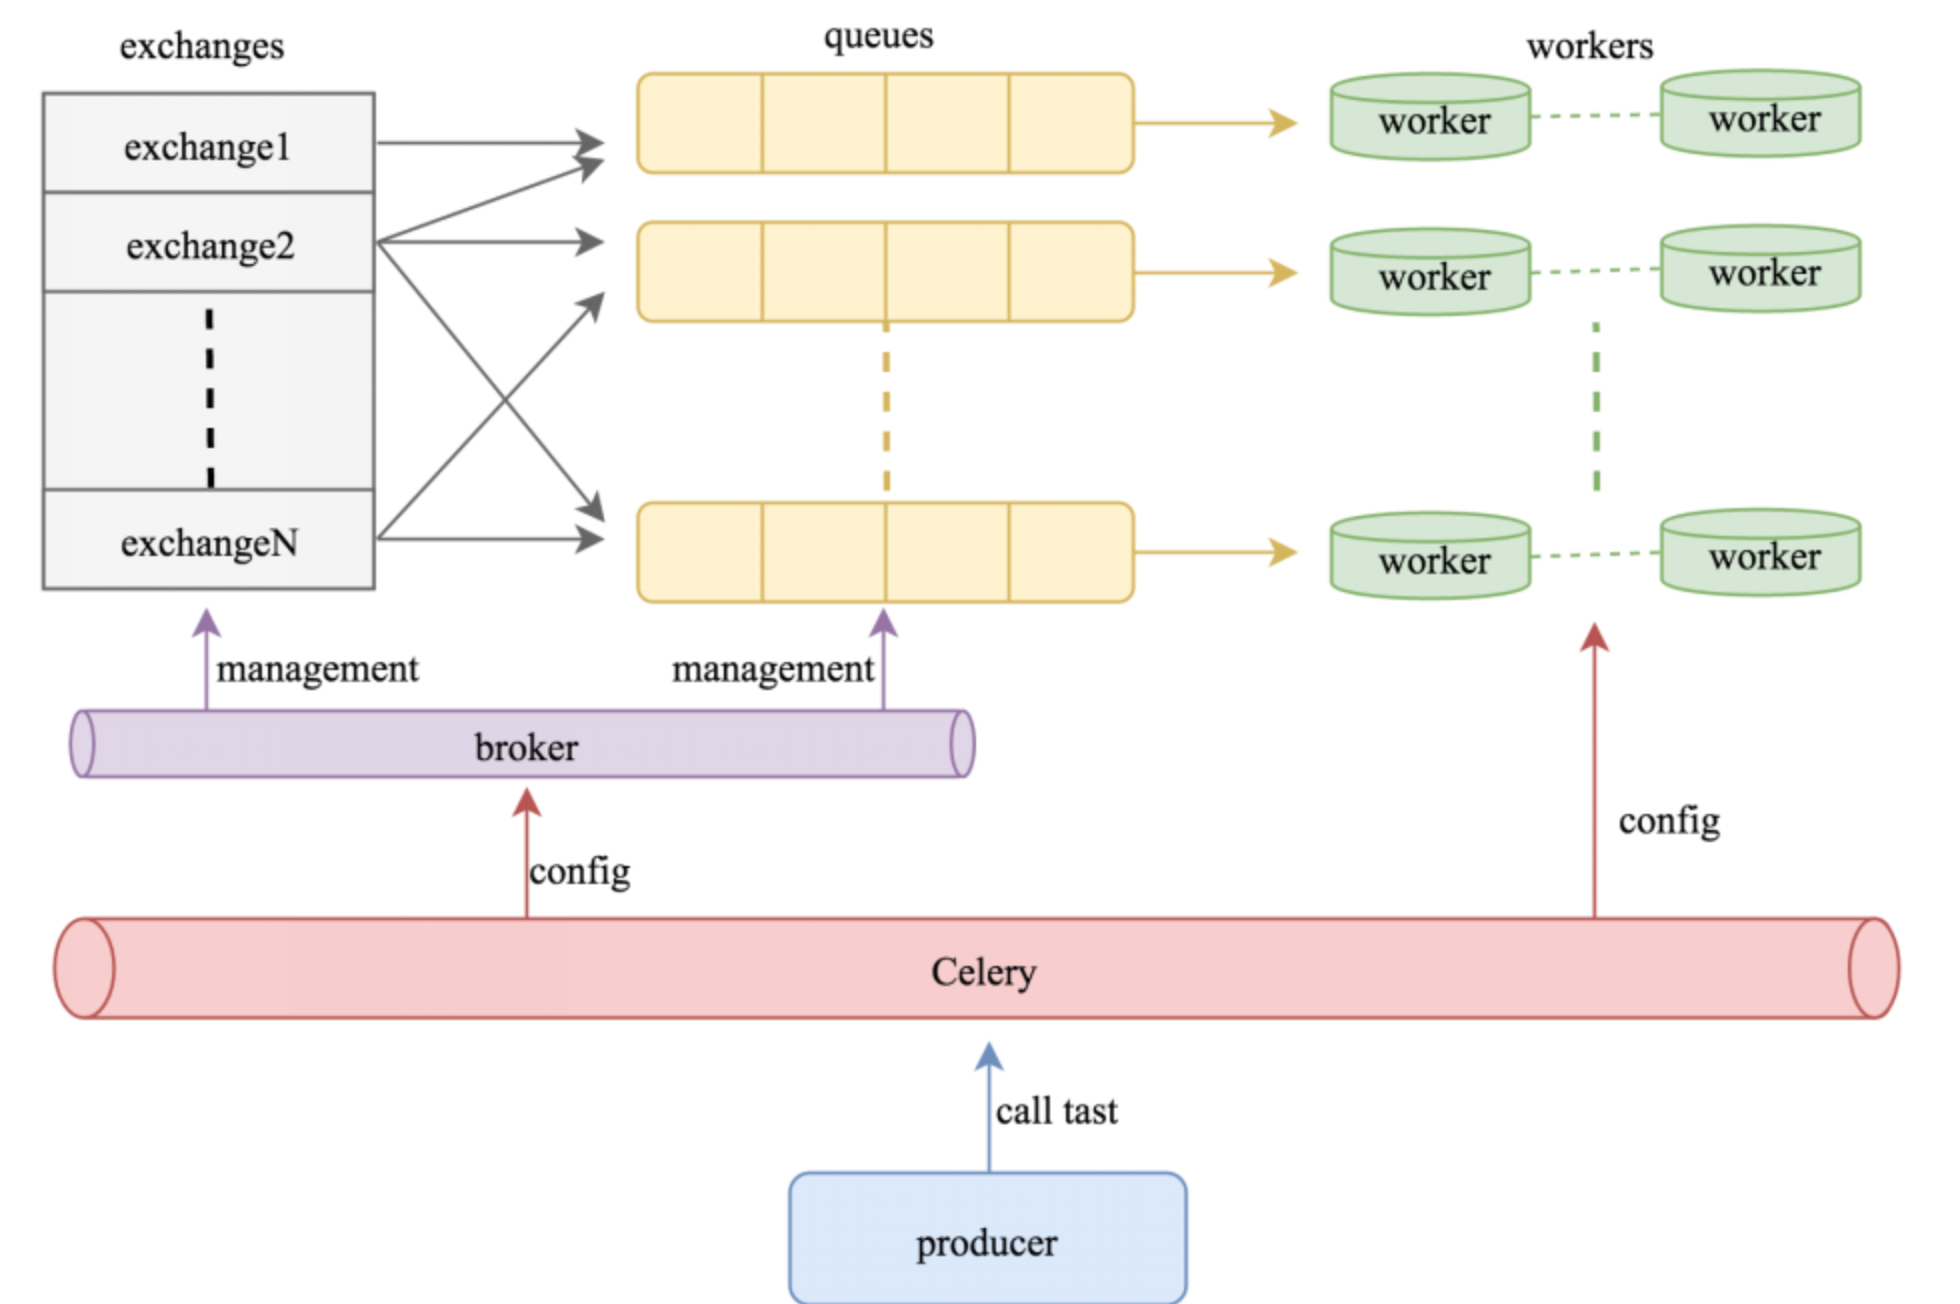 exchanges
queues
workers
exchange1
worker
worker
exchange2
worker
worker
exchangeN
worker
worker
management
management
broker
config
config
Celery
call tast
producer